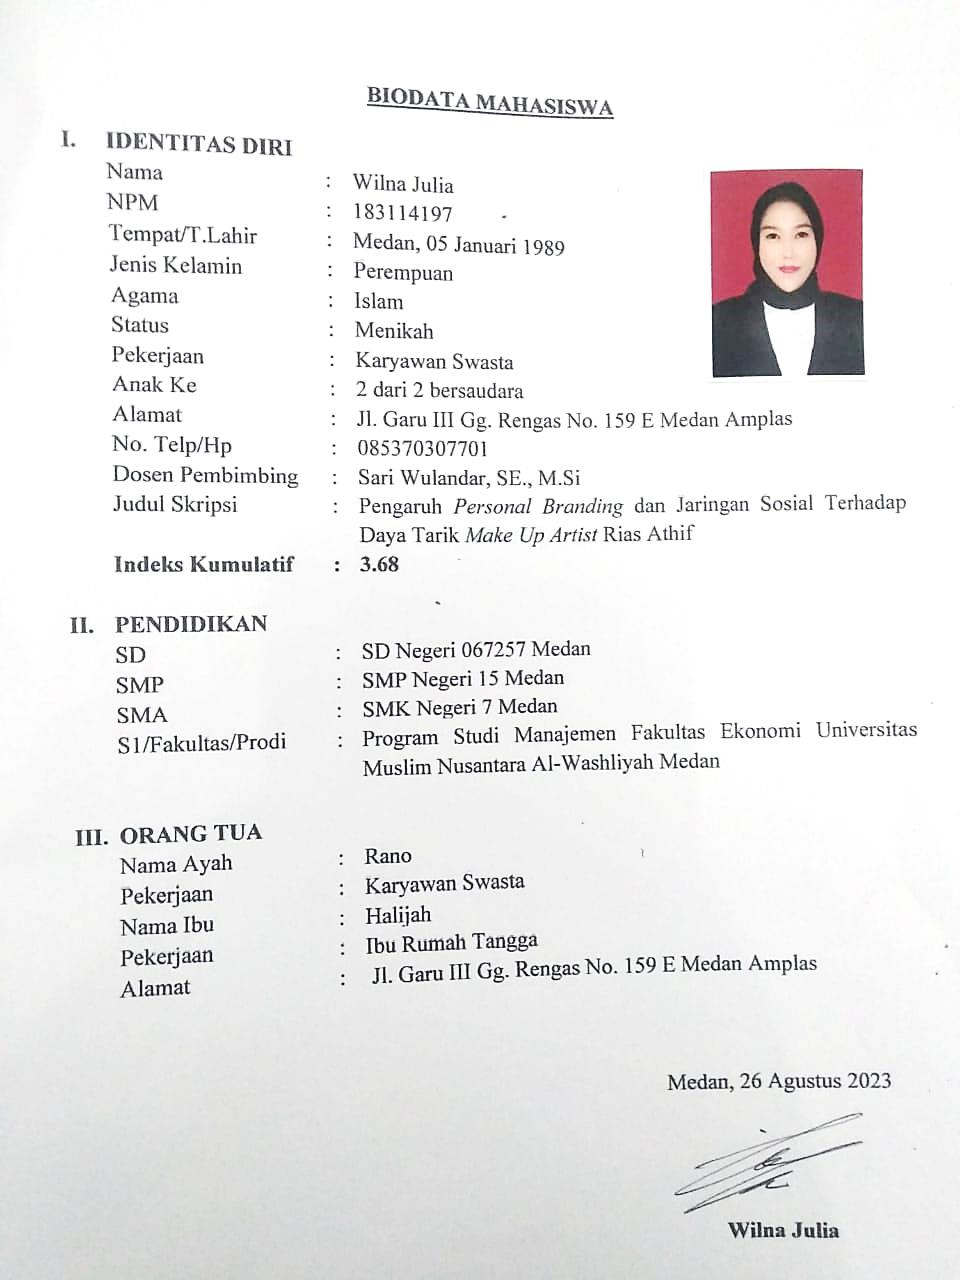 BIODATA MAHASISWA
I. IDENTITAS DIRI
Nama : Wilna Julia
NPM : 183114197
Tempat/T.Lahir : Medan, 05 Januari 1989
Jenis Kelamin : Perempuan
Agama : Islam
Status : Menikah
Pekerjaan : Karyawan Swasta
Anak Ke : 2 dari 2 bersaudara
Alamat : Jl. Garu III Gg. Rengas No. 159 E Medan Amplas
No. Telp/Hp : 085370307701
Dosen Pembimbing : Sari Wulandar, SE., M.Si
Judul Skripsi : Pengaruh Personal Branding dan Jaringan Sosial Terhadap
Daya Tarik Make Up Artist Rias Athif
Indeks Kumulatif : 3.68
II. PENDIDIKAN
SD : SD Negeri 067257 Medan
SMP : SMP Negeri 15 Medan
SMA : SMK Negeri 7 Medan
S1/Fakultas/Prodi : Program Studi Manajemen Fakultas Ekonomi Universitas
Muslim Nusantara Al-Washliyah Medan
III. ORANG TUA
Nama Ayah : Rano
Pekerjaan : Karyawan Swasta
Nama Ibu : Halijah
Pekerjaan : Ibu Rumah Tangga
Alamat : Jl. Garu III Gg. Rengas No. 159 E Medan Amplas
Medan, 26 Agustus 2023
Wilna Julia